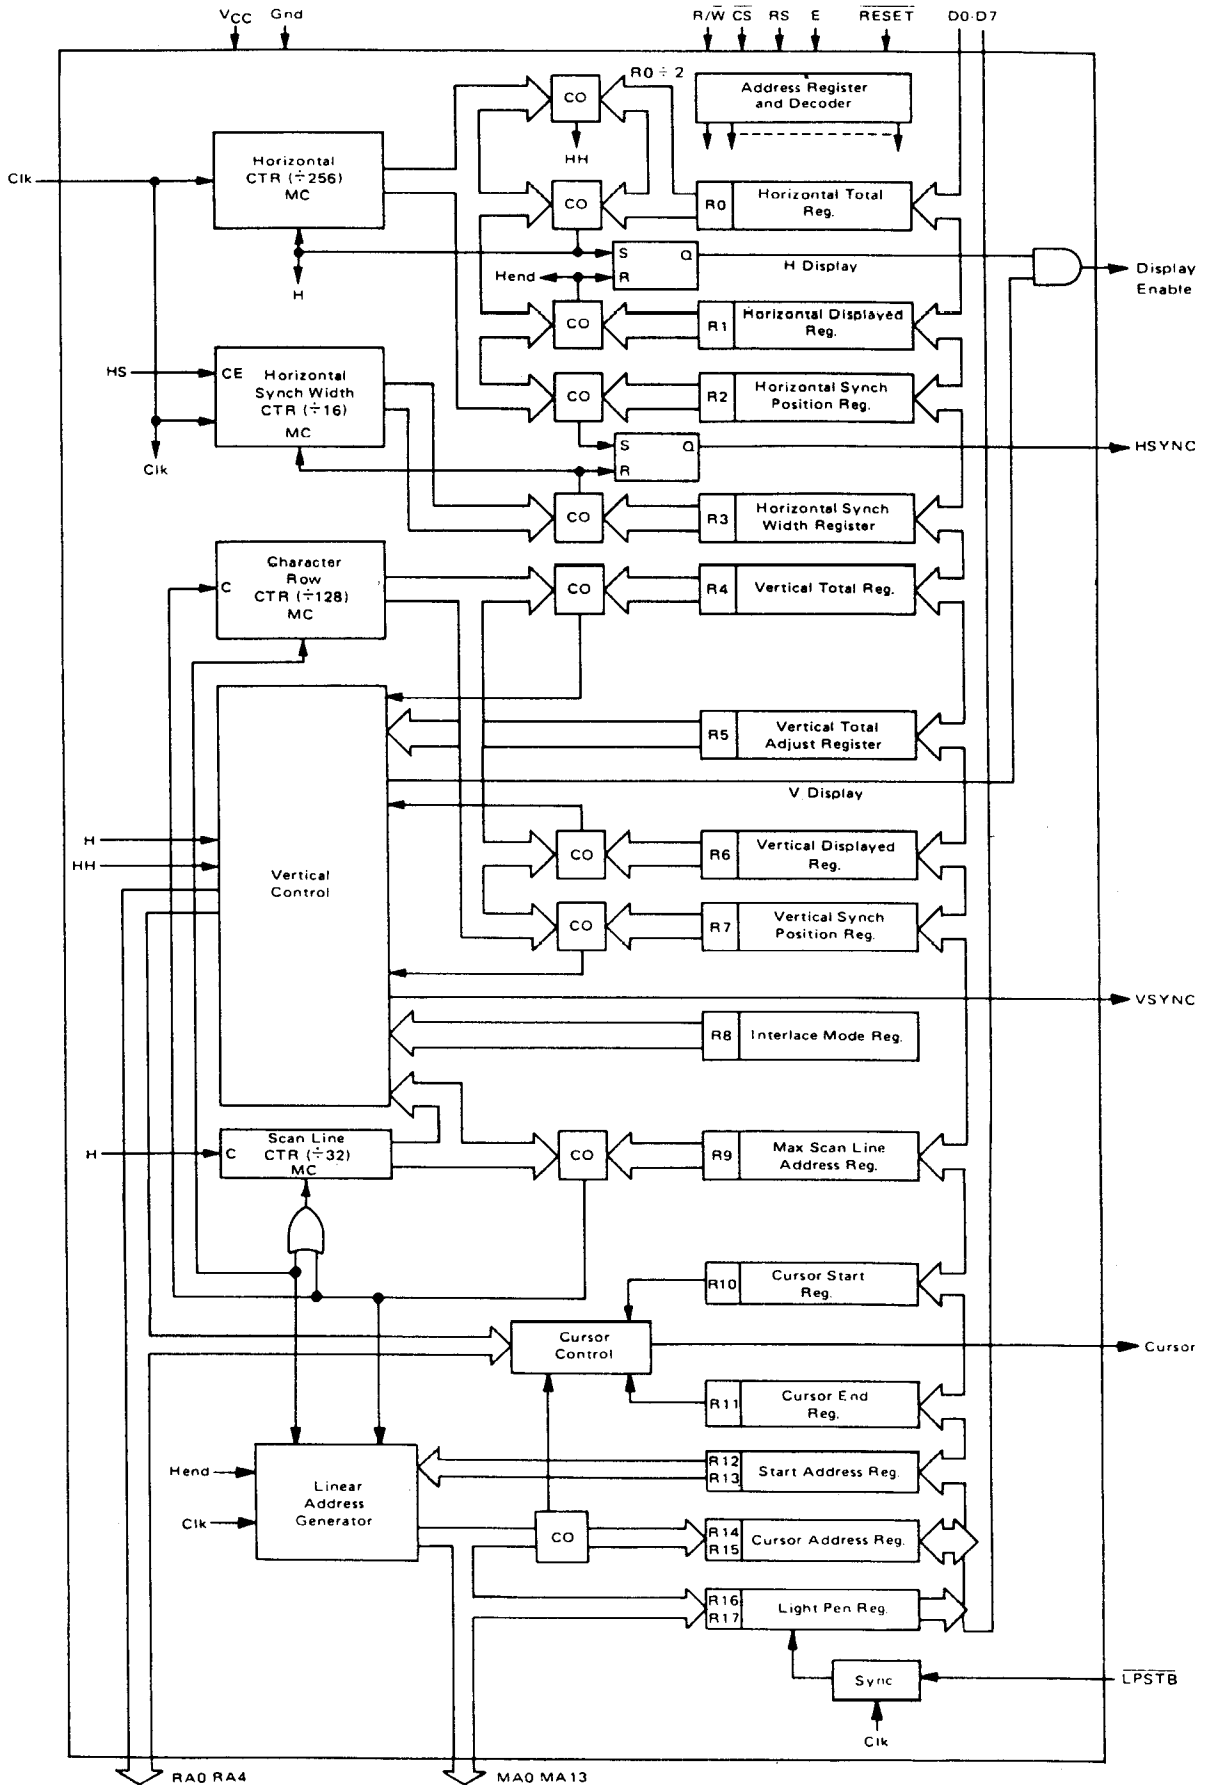 VCC Gnd R/W CS RS E RESET D0-D7
R0 ÷ 2
CO
Address Register
and Decoder
HH
Clk
Horizontal
CTR (÷256)
MC
CO
R0 Horizontal Total
Reg.
H
S Q
R
H Display
Hend
Display
Enable
CO
R1 Horizontal Displayed
Reg.
HS
CE Horizontal
Synch Width
CTR (÷16)
MC
CO
R2 Horizontal Synch
Position Reg.
Clk
S Q
R
HSYNC
CO
R3 Horizontal Synch
Width Register
C
Character
Row
CTR (÷128)
MC
CO
R4 Vertical Total Reg.
R5 Vertical Total
Adjust Register
V Display
H
HH
Vertical
Control
CO
R6 Vertical Displayed
Reg.
CO
R7 Vertical Synch
Position Reg.
VSYNC
R8 Interlace Mode Reg.
H
C
Scan Line
CTR (÷32)
MC
CO
R9 Max Scan Line
Address Reg.
R10 Cursor Start
Reg.
Cursor
Control
Cursor
R11 Cursor End
Reg.
Hend
Clk
Linear
Address
Generator
R12
R13 Start Address Reg.
CO
R14
R15 Cursor Address Reg.
R16
R17 Light Pen Reg.
Sync
LPSTB
Clk
RA0 RA4 MA0 MA13